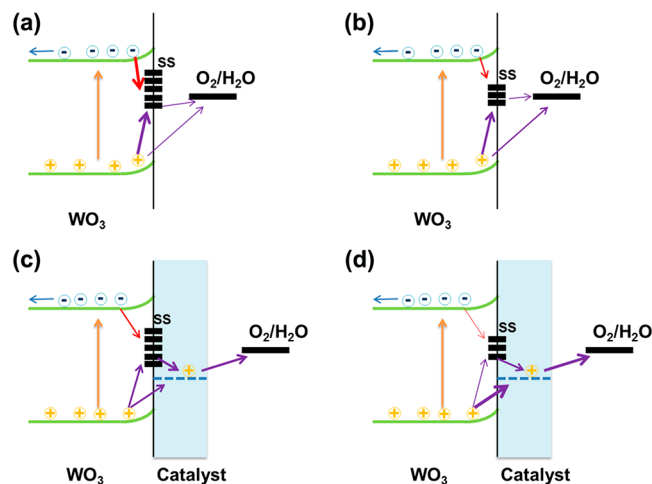 (a)
SS
O₂/H₂O
WO₃
(b)
SS
O₂/H₂O
WO₃
(c)
SS
O₂/H₂O
WO₃ Catalyst
(d)
SS
O₂/H₂O
WO₃ Catalyst